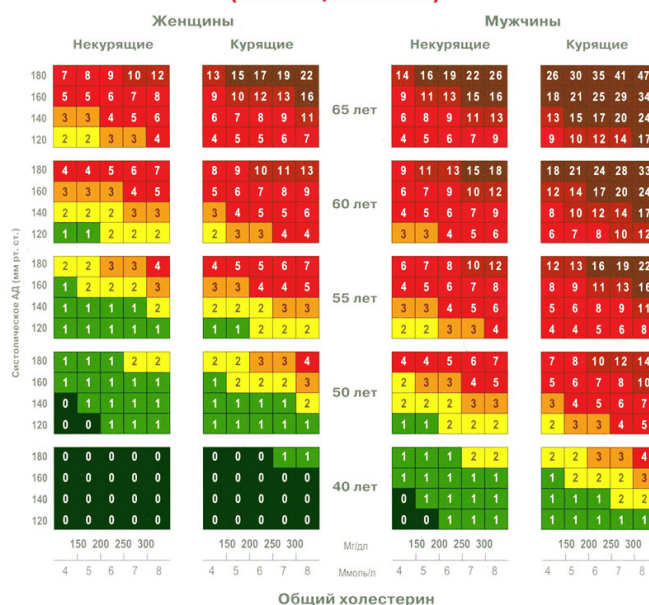 Женщины Мужчины
Некурящие Курящие Некурящие Курящие
Систолическое АД (мм рт. ст.)
180 7 8 9 10 12 13 15 17 19 22 14 16 19 22 26 26 30 35 41 47
160 5 5 6 7 8 9 10 12 13 16 9 11 13 15 16 18 21 25 29 34
65 лет
140 3 3 4 5 6 6 7 8 9 11 6 8 9 11 13 13 15 17 20 24
120 2 2 3 3 4 4 5 5 6 7 4 5 6 7 9 9 10 12 14 17
180 4 4 5 6 7 8 9 10 11 13 9 11 13 15 18 18 21 24 28 33
160 3 3 3 4 5 5 6 7 8 9 6 7 9 10 12 12 14 17 20 24
60 лет
140 2 2 2 3 3 3 4 5 5 6 4 5 6 7 9 8 10 12 14 17
120 1 1 2 2 2 2 3 3 4 4 3 3 4 5 6 6 7 8 10 12
180 2 2 3 3 4 4 5 5 6 7 6 7 8 10 12 12 13 16 19 22
160 1 2 2 2 3 3 3 4 4 5 4 5 6 7 8 8 9 11 13 16
55 лет
140 1 1 1 1 2 2 2 2 3 3 3 3 4 5 6 5 6 8 9 11
120 1 1 1 1 1 1 1 2 2 2 2 2 3 3 4 4 4 5 6 8
180 1 1 1 2 2 2 2 3 3 4 4 4 5 6 7 7 8 10 12 14
160 1 1 1 1 1 1 2 2 2 3 2 3 3 4 5 5 6 7 8 10
50 лет
140 0 1 1 1 1 1 1 1 1 2 2 2 2 3 3 3 4 5 6 7
120 0 0 1 1 1 1 1 1 1 1 1 1 2 2 2 2 3 3 4 5
180 0 0 0 0 0 0 0 0 1 1 1 1 1 2 2 2 2 3 3 4
160 0 0 0 0 0 0 0 0 0 0 1 1 1 1 1 1 2 2 2 3
40 лет
140 0 0 0 0 0 0 0 0 0 0 0 1 1 1 1 1 1 1 2 2
120 0 0 0 0 0 0 0 0 0 0 0 0 1 1 1 1 1 1 1 1
150 200 250 300 150 200 250 300 Мг/дл 150 200 250 300 150 200 250 300
4 5 6 7 8 4 5 6 7 8 Ммоль/л 4 5 6 7 8 4 5 6 7 8
Общий холестерин